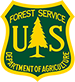 FOREST SERVICE
U S
DEPARTMENT OF AGRICULTURE